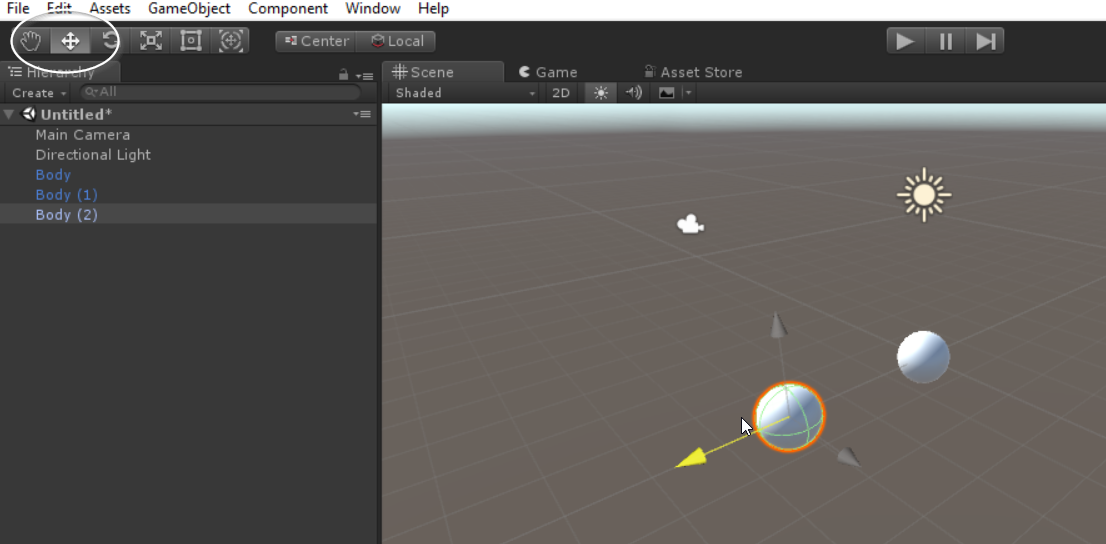 File Edit Assets GameObject Component Window Help
Center Local
Hierarchy Scene Game Asset Store
Create All Shaded 2D
Untitled*
Main Camera
Directional Light
Body
Body (1)
Body (2)